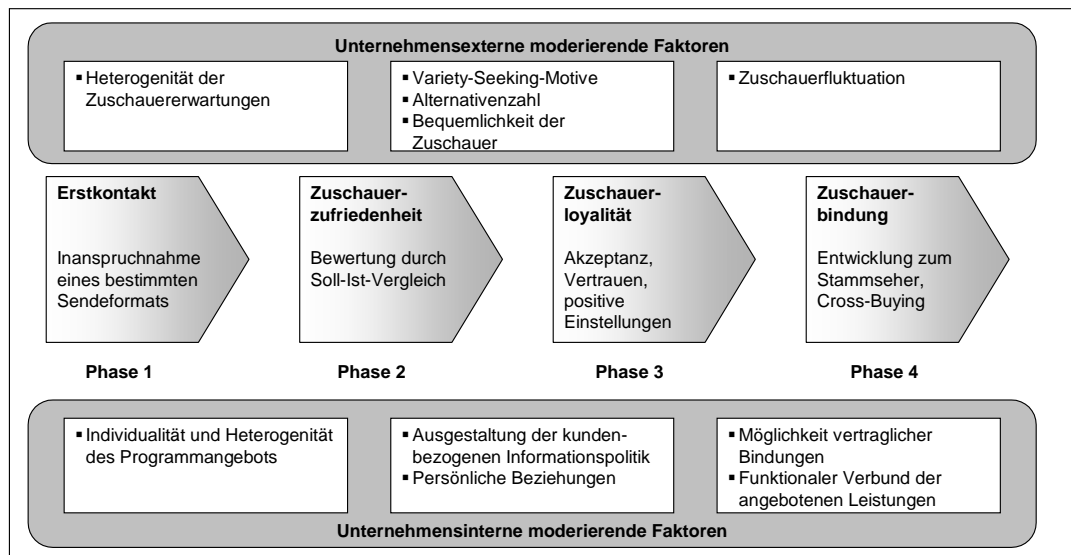 Unternehmensexterne moderierende Faktoren
▪ Heterogenität der
Zuschauererwartungen
▪ Variety-Seeking-Motive
▪ Alternativenzahl
▪ Bequemlichkeit der
Zuschauer
▪ Zuschauerfluktuation
Erstkontakt
Inanspruchnahme
eines bestimmten
Sendeformats
Zuschauer-
zufriedenheit
Bewertung durch
Soll-Ist-Vergleich
Zuschauer-
loyalität
Akzeptanz,
Vertrauen,
positive
Einstellungen
Zuschauer-
bindung
Entwicklung zum
Stammseher,
Cross-Buying
Phase 1
Phase 2
Phase 3
Phase 4
▪ Individualität und Heterogenität
des Programmangebots
▪ Ausgestaltung der kunden-
bezogenen Informationspolitik
▪ Persönliche Beziehungen
▪ Möglichkeit vertraglicher
Bindungen
▪ Funktionaler Verbund der
angebotenen Leistungen
Unternehmensinterne moderierende Faktoren